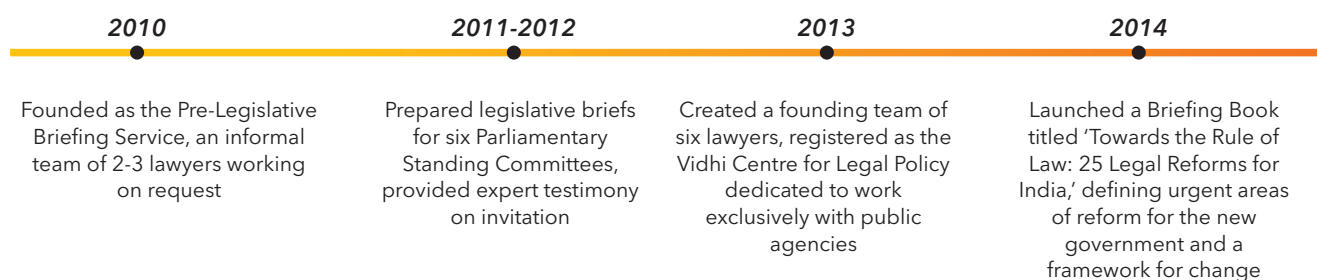 2010
Founded as the Pre-Legislative
Briefing Service, an informal
team of 2-3 lawyers working
on request
2011-2012
Prepared legislative briefs
for six Parliamentary
Standing Committees,
provided expert testimony
on invitation
2013
Created a founding team of
six lawyers, registered as the
Vidhi Centre for Legal Policy
dedicated to work
exclusively with public
agencies
2014
Launched a Briefing Book
titled ‘Towards the Rule of
Law: 25 Legal Reforms for
India,’ defining urgent areas
of reform for the new
government and a
framework for change